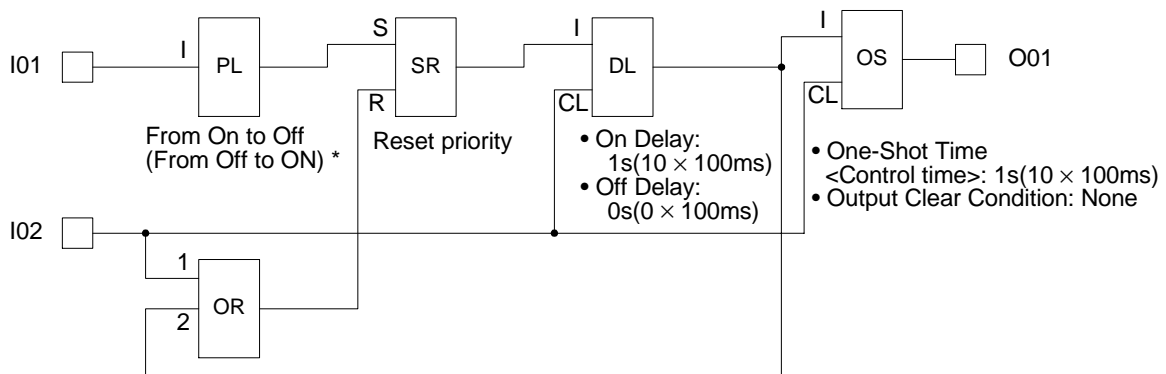 I01
I
PL
From On to Off
(From Off to ON) *
S
R
SR
Reset priority
I
CL
DL
• On Delay:
1s(10 × 100ms)
• Off Delay:
0s(0 × 100ms)
I
CL
OS
O01
• One-Shot Time
<Control time>: 1s(10 × 100ms)
• Output Clear Condition: None
I02
1
2
OR